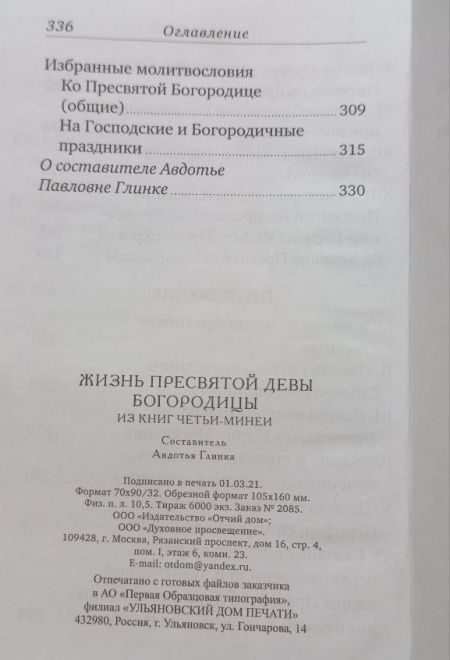 336
Оглавление
Избранные молитвословия
Ко Пресвятой Богородице
(общие) 309
На Господские и Богородичные
праздники 315
О составителе Авдотье
Павловне Глинке 330
ЖИЗНЬ ПРЕСВЯТОЙ ДЕВЫ
БОГОРОДИЦЫ
ИЗ КНИГ ЧЕТЬИ-МИНЕИ
Составитель
Авдотья Глинка
Подписано в печать 01.03.21.
Формат 70х90/32. Обрезной формат 105х160 мм.
Физ. п. л. 10,5. Тираж 6000 экз. Заказ № 2085.
ООО «Издательство «Отчий дом»;
ООО «Духовное просвещение».
109428, г. Москва, Рязанский проспект, дом 16, стр. 4,
пом. I, этаж 6, комн. 23.
E-mail: otdom@yandex.ru.
Отпечатано с готовых файлов заказчика
в АО «Первая Образцовая типография»,
филиал «УЛЬЯНОВСКИЙ ДОМ ПЕЧАТИ»
432980, Россия, г. Ульяновск, ул. Гончарова, 14